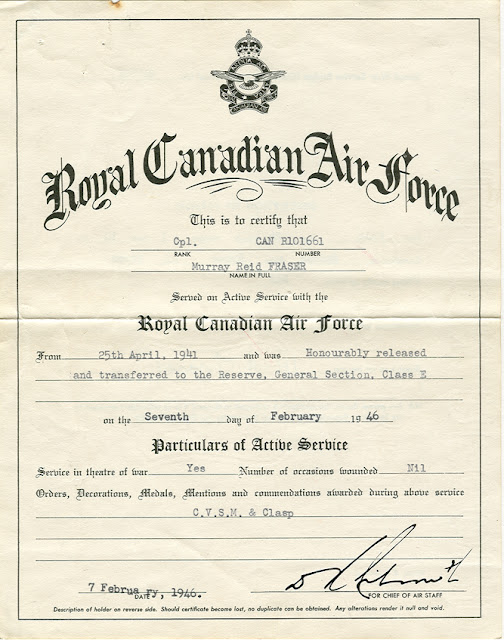 Royal Canadian Air Force
This is to certify that
Cpl. CAN R101661
RANK NUMBER
Murray Reid FRASER
NAME IN FULL
Served on Active Service with the
Royal Canadian Air Force
From 25th April, 1941 and was Honourably released
and transferred to the Reserve, General Section, Class E
on the Seventh day of February 1946
Particulars of Active Service
Service in theatre of war Yes Number of occasions wounded Nil
Orders, Decorations, Medals, Mentions and commendations awarded during above service
C.V.S.M. & Clasp
7 February, 1946.
DATE FOR CHIEF OF AIR STAFF
Description of holder on reverse side. Should certificate become lost, no duplicate can be obtained. Any alterations render it null and void.